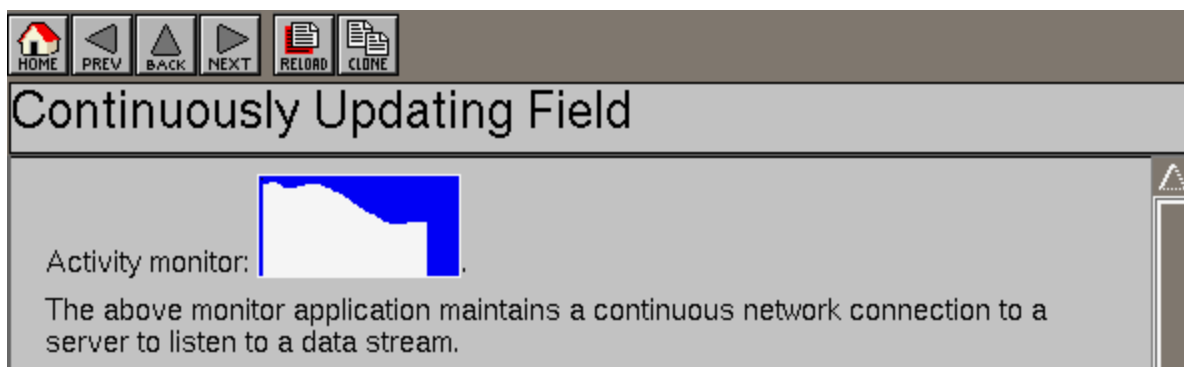 HOME PREV BACK NEXT RELOAD CLONE
Continuously Updating Field
Activity monitor: .
The above monitor application maintains a continuous network connection to a
server to listen to a data stream.